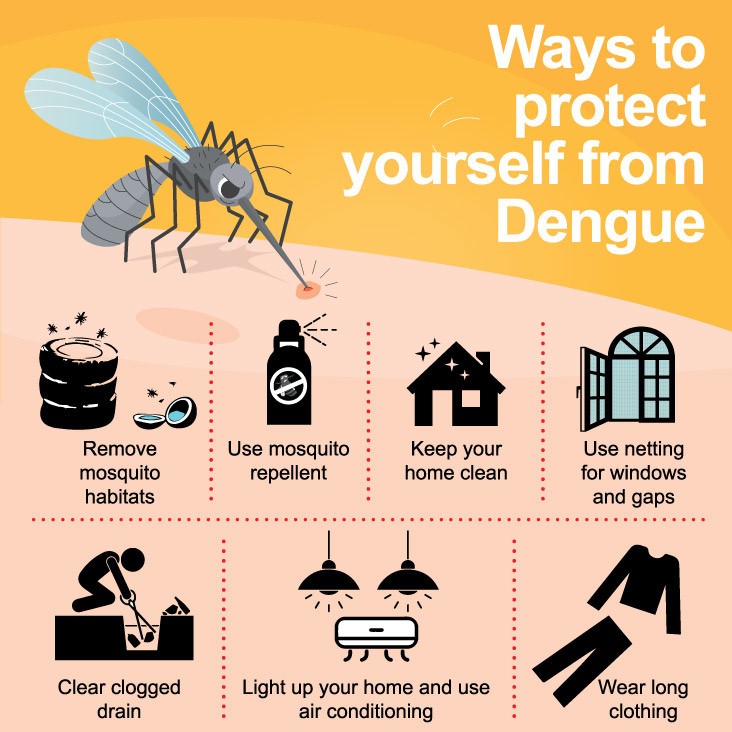 Ways to
protect
yourself from
Dengue
Remove
mosquito
habitats
Use mosquito
repellent
Keep your
home clean
Use netting
for windows
and gaps
Clear clogged
drain
Light up your home and use
air conditioning
Wear long
clothing